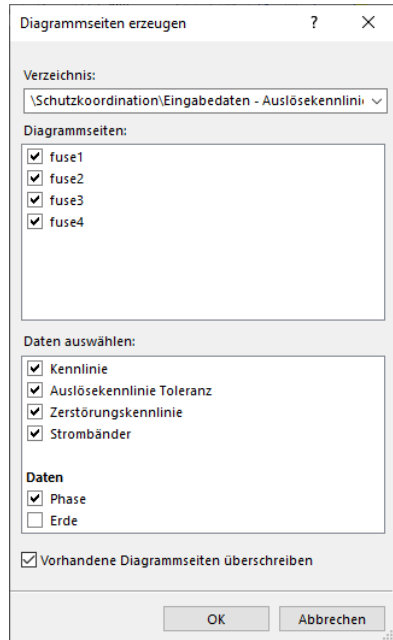 Diagrammseiten erzeugen ?
Verzeichnis:
\Schutzkoordination\Eingabedaten - Auslösekennlini
Diagrammseiten:
fuse1
fuse2
fuse3
fuse4
Daten auswählen:
Kennlinie
Auslösekennlinie Toleranz
Zerstörungskennlinie
Strombänder
Daten
Phase
Erde
Vorhandene Diagrammseiten überschreiben
OK Abbrechen